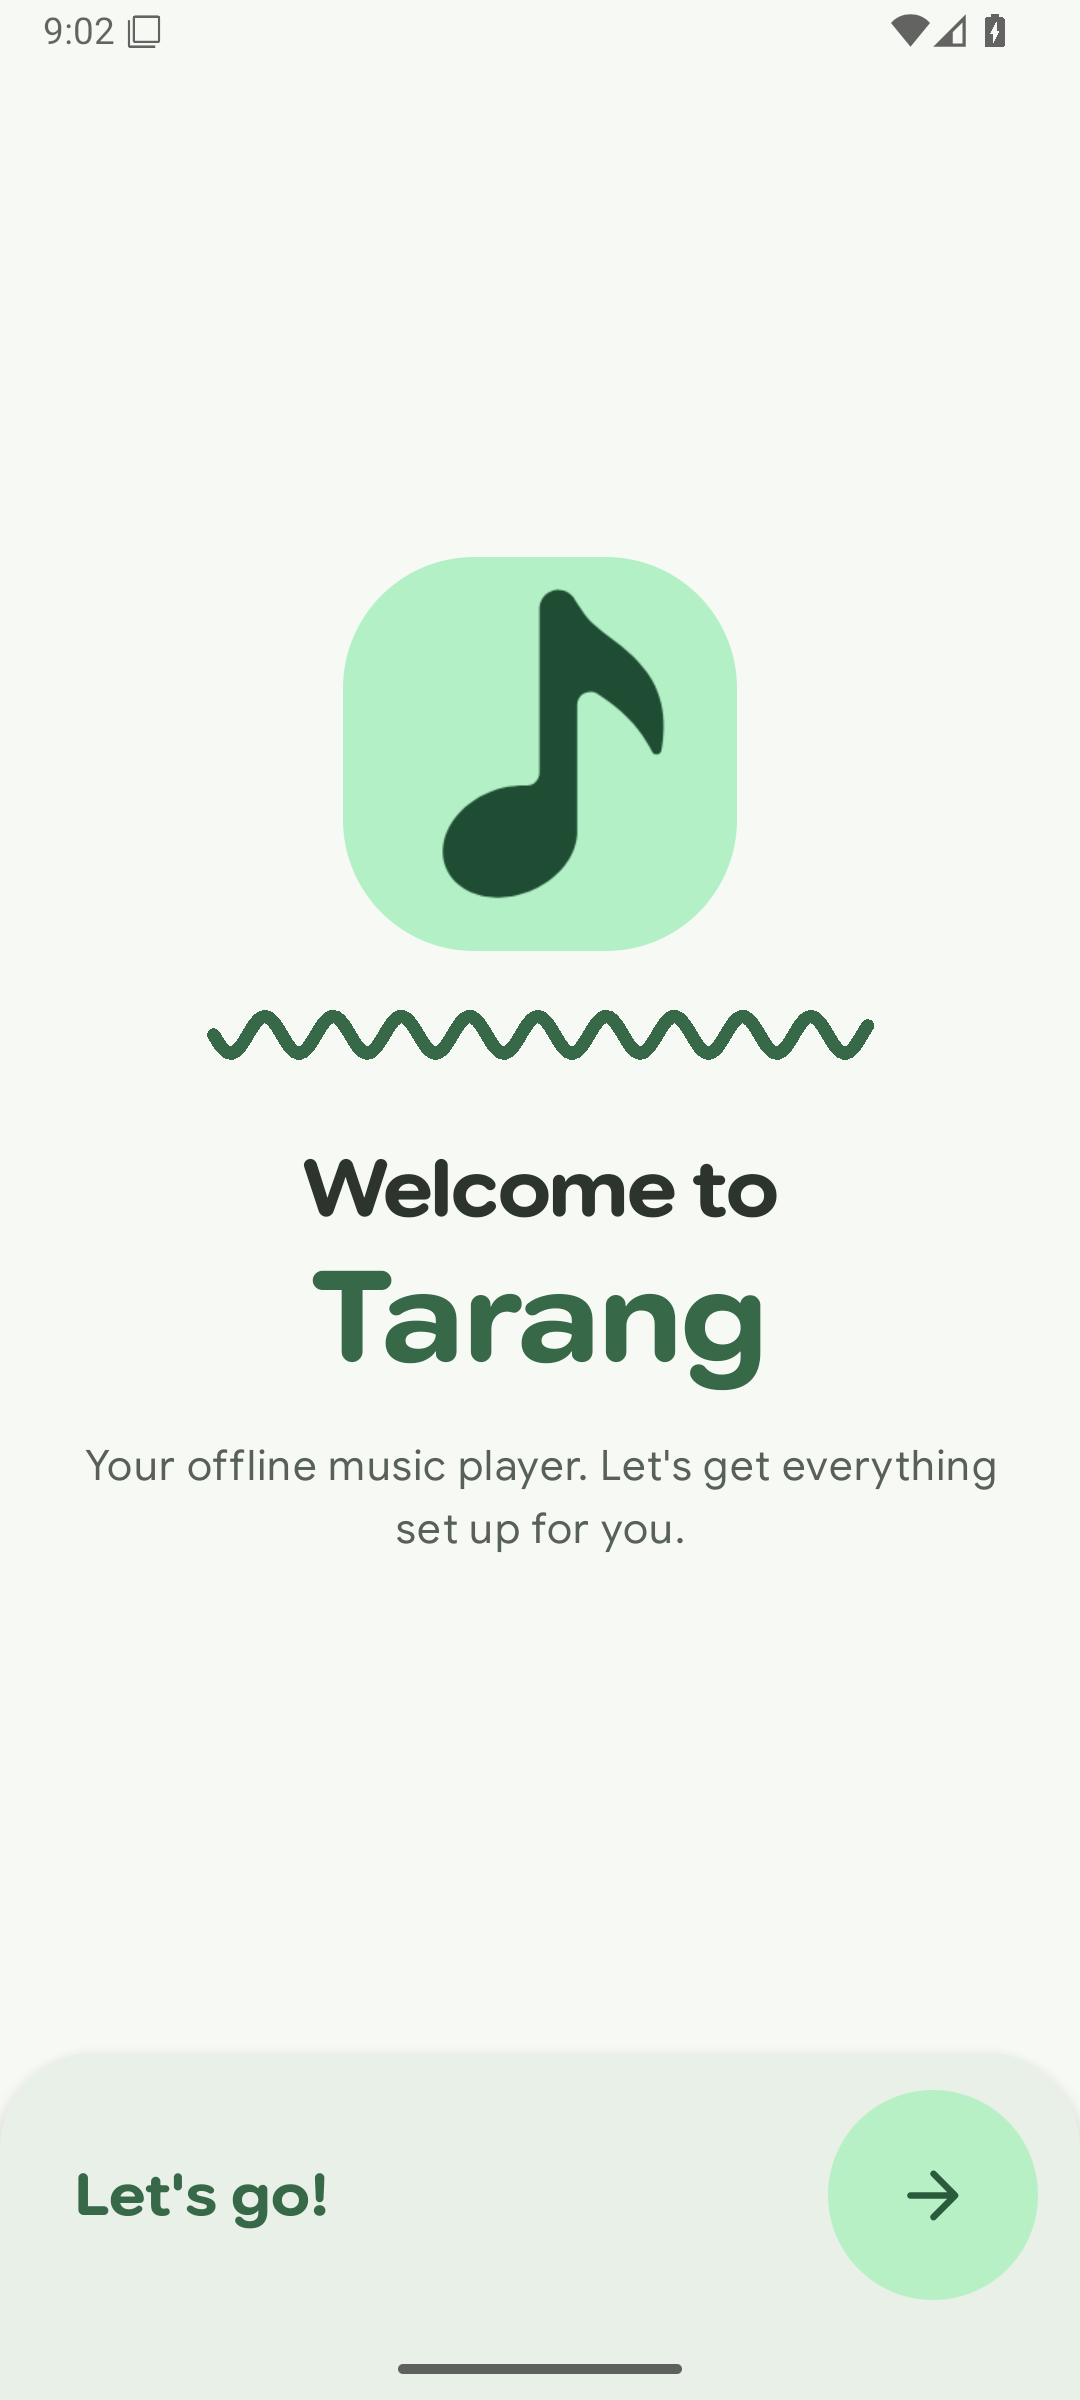 9:02
Welcome to
Tarang
Your offline music player. Let's get everything
set up for you.
Let's go!